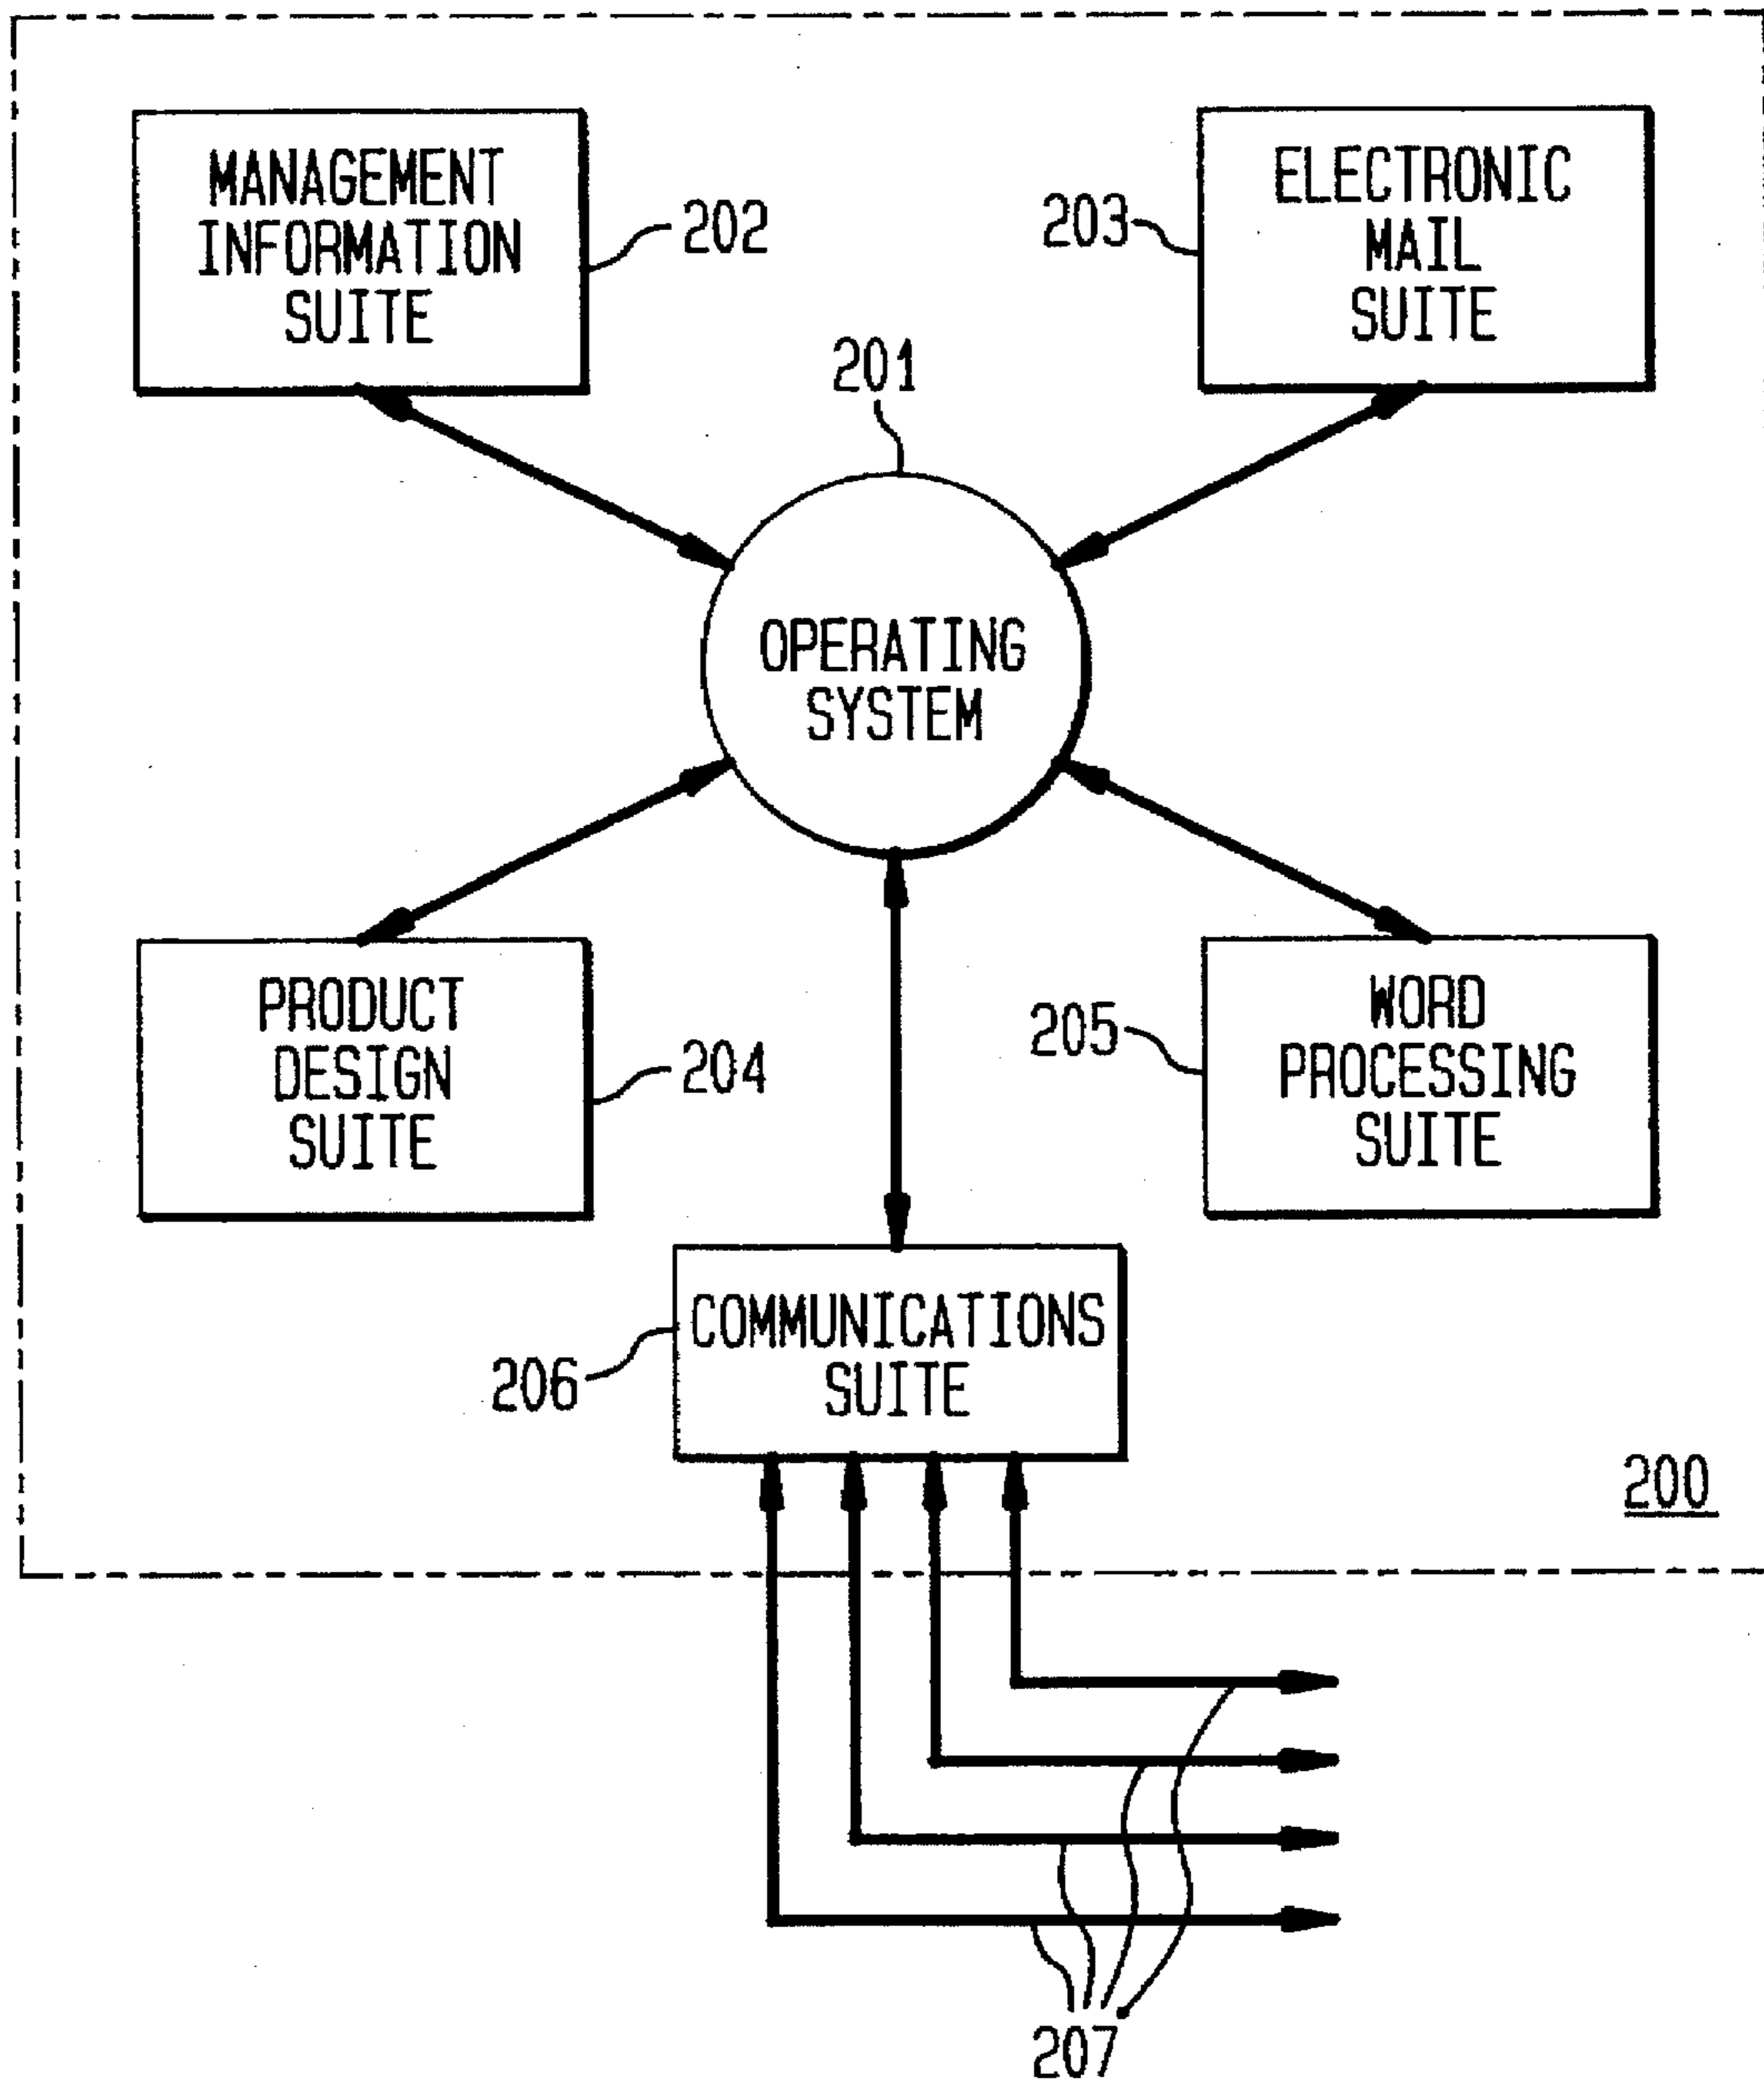 MANAGEMENT
INFORMATION
SUITE
202
203
ELECTRONIC
MAIL
SUITE
201
OPERATING
SYSTEM
PRODUCT
DESIGN
SUITE
204
205
WORD
PROCESSING
SUITE
COMMUNICATIONS
SUITE
206
200
207